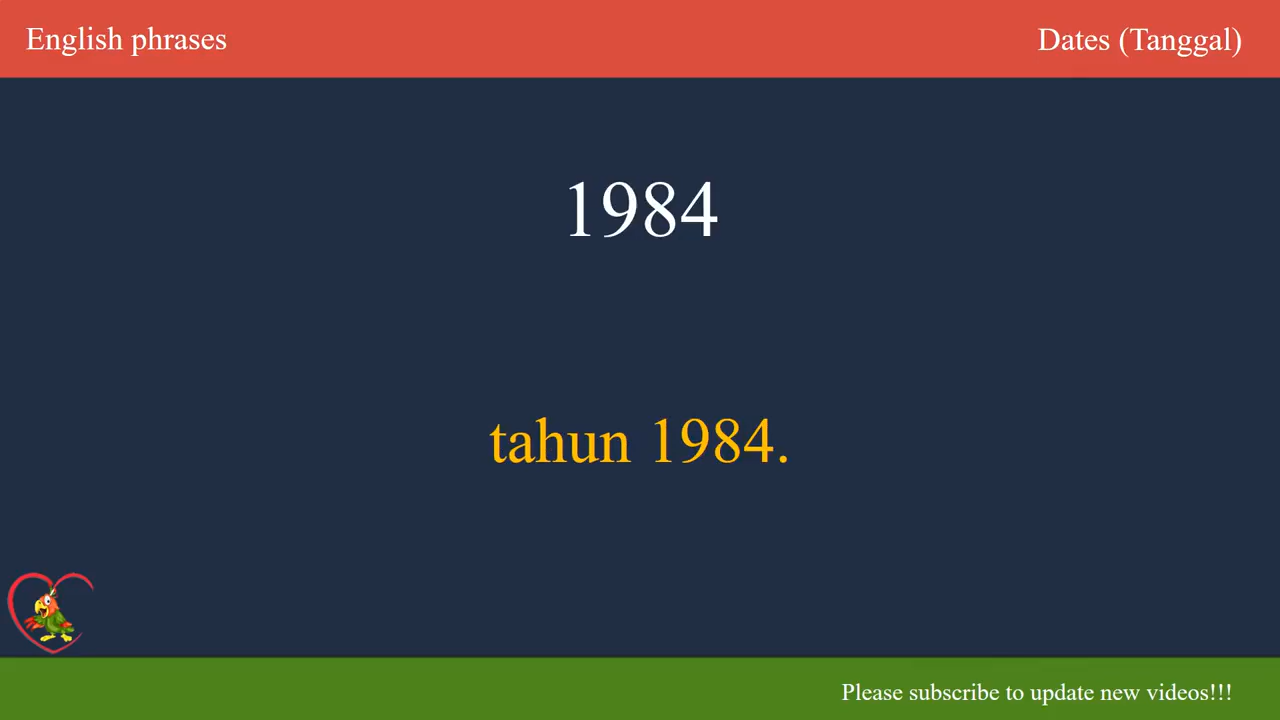 English phrases
Dates (Tanggal)
1984
tahun 1984.
Please subscribe to update new videos!!!